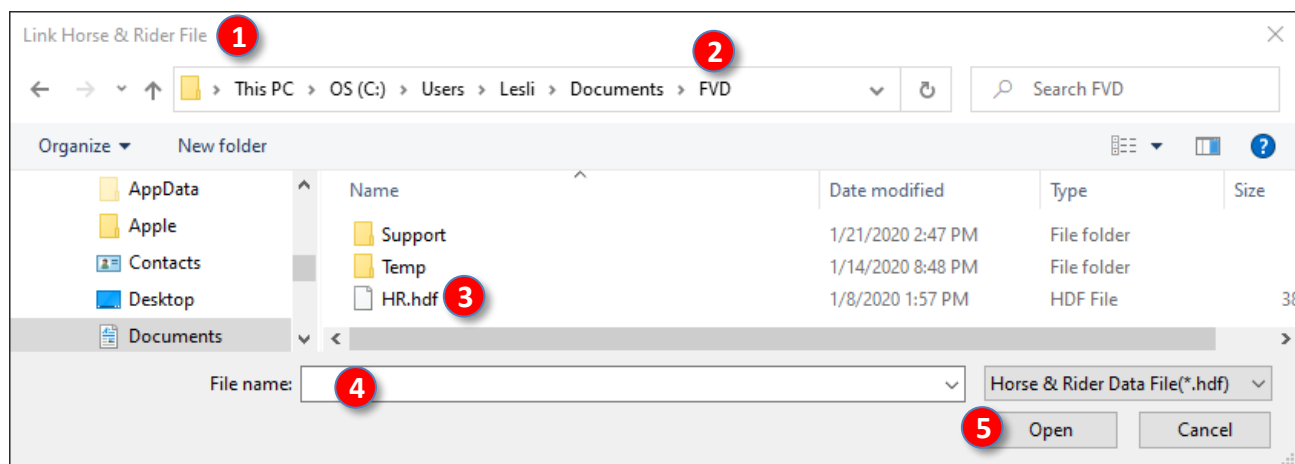 Link Horse & Rider File 1
2
This PC > OS (C:) > Users > Lesli > Documents > FVD Search FVD
Organize New folder ?
AppData
Apple
Contacts
Desktop
Documents
Name Date modified Type Size
Support 1/21/2020 2:47 PM File folder
Temp 1/14/2020 8:48 PM File folder
HR.hdf 3 1/8/2020 1:57 PM HDF File 38
File name: 4 Horse & Rider Data File(*.hdf)
5 Open Cancel